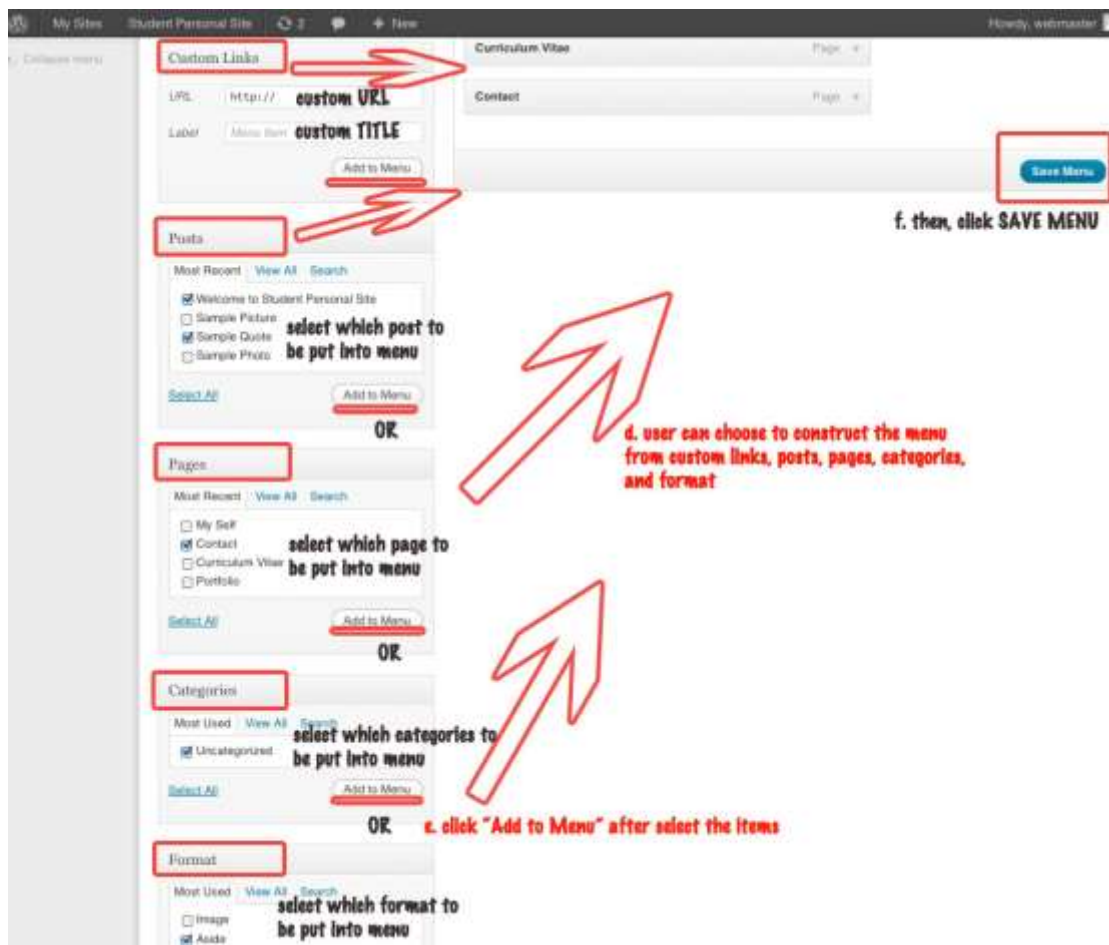 My Sites Student Personal Site 3 + New Howdy, webmaster
Collapse menu
Custom Links
URL http:// custom URL
Label Menu Item custom TITLE
Add to Menu
Curriculum Vitae Page
Contact Page
Save Menu
f. then, click SAVE MENU
Posts
Most Recent View All Search
Welcome to Student Personal Site
Sample Picture
Sample Quote
Sample Photo
select which post to
be put into menu
Select All Add to Menu
OR
d. user can choose to construct the menu
from custom links, posts, pages, categories,
and format
Pages
Most Recent View All Search
My Self
Contact
Curriculum Vitae
Portfolio
select which page to
be put into menu
Select All Add to Menu
OR
Categories
Most Used View All Search
Uncategorized
select which categories to
be put into menu
Select All Add to Menu
OR
e. click "Add to Menu" after select the items
Format
Most Used View All Search
Image
Aside
select which format to
be put into menu